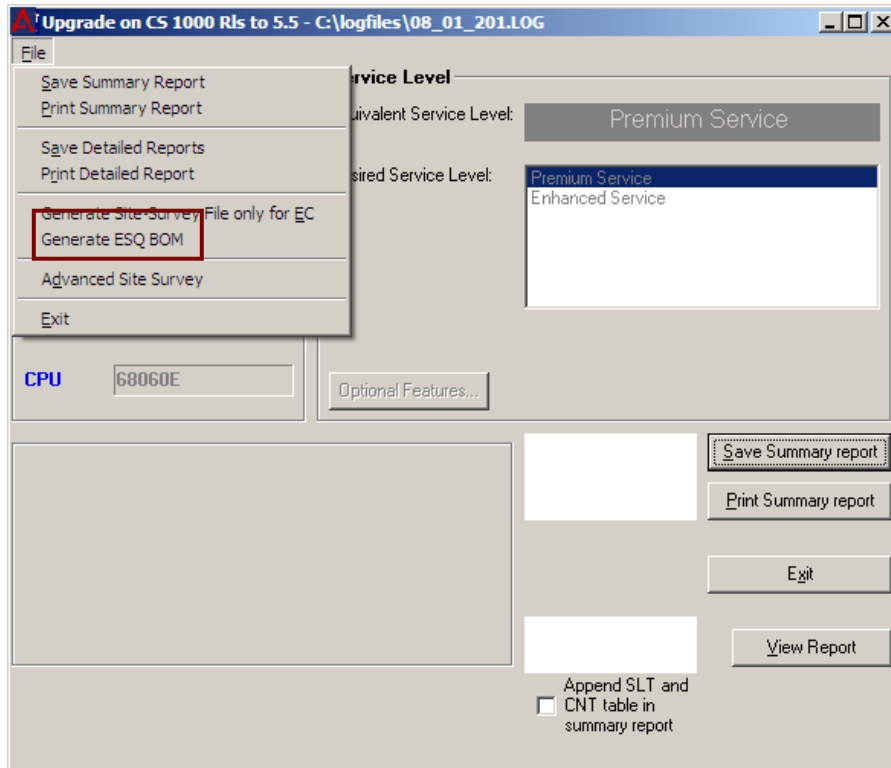 Upgrade on CS 1000 Rls to 5.5 - C:\logfiles\08_01_201.LOG
File
Save Summary Report
Print Summary Report
Save Detailed Reports
Print Detailed Report
Generate Site-Survey File only for EC
Generate ESQ BOM
Advanced Site Survey
Exit
ervice Level
uivalent Service Level:
Premium Service
sired Service Level:
Premium Service
Enhanced Service
CPU
68060E
Optional Features...
Save Summary report
Print Summary report
Exit
View Report
Append SLT and
CNT table in
summary report